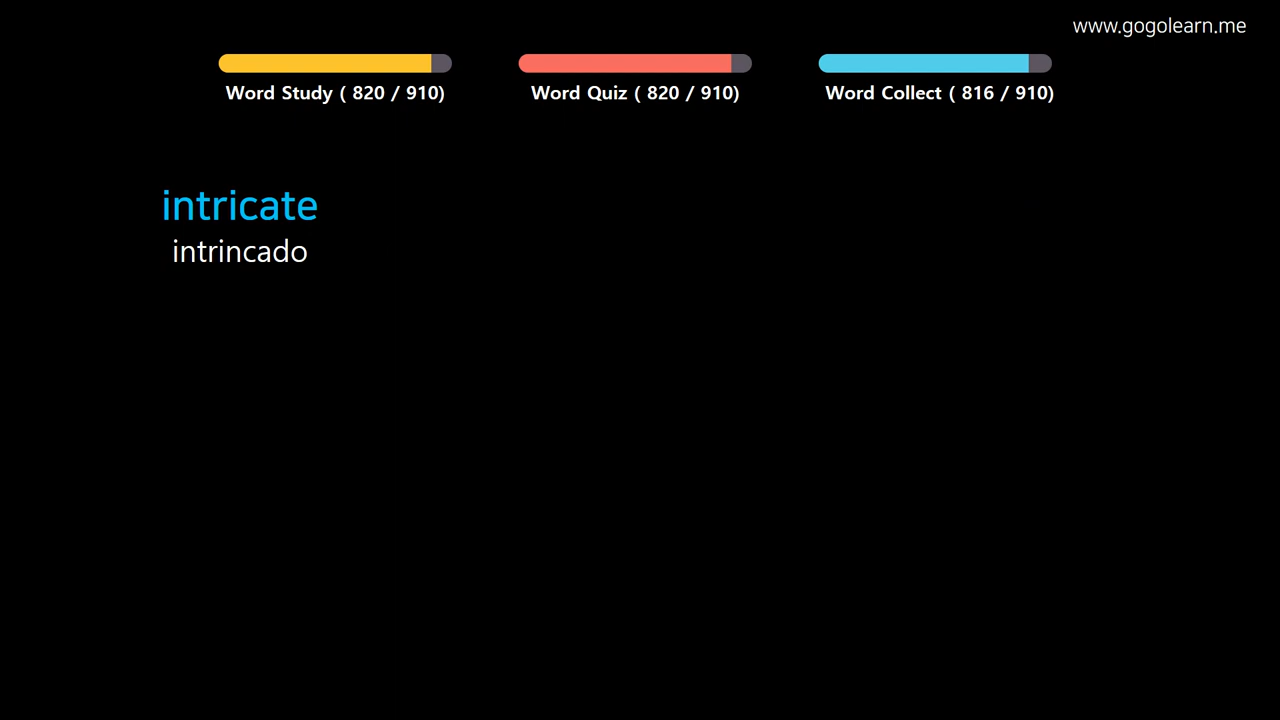 www.gogolearn.me
Word Study ( 820 / 910)
Word Quiz ( 820 / 910)
Word Collect ( 816 / 910)
intricate
intrincado